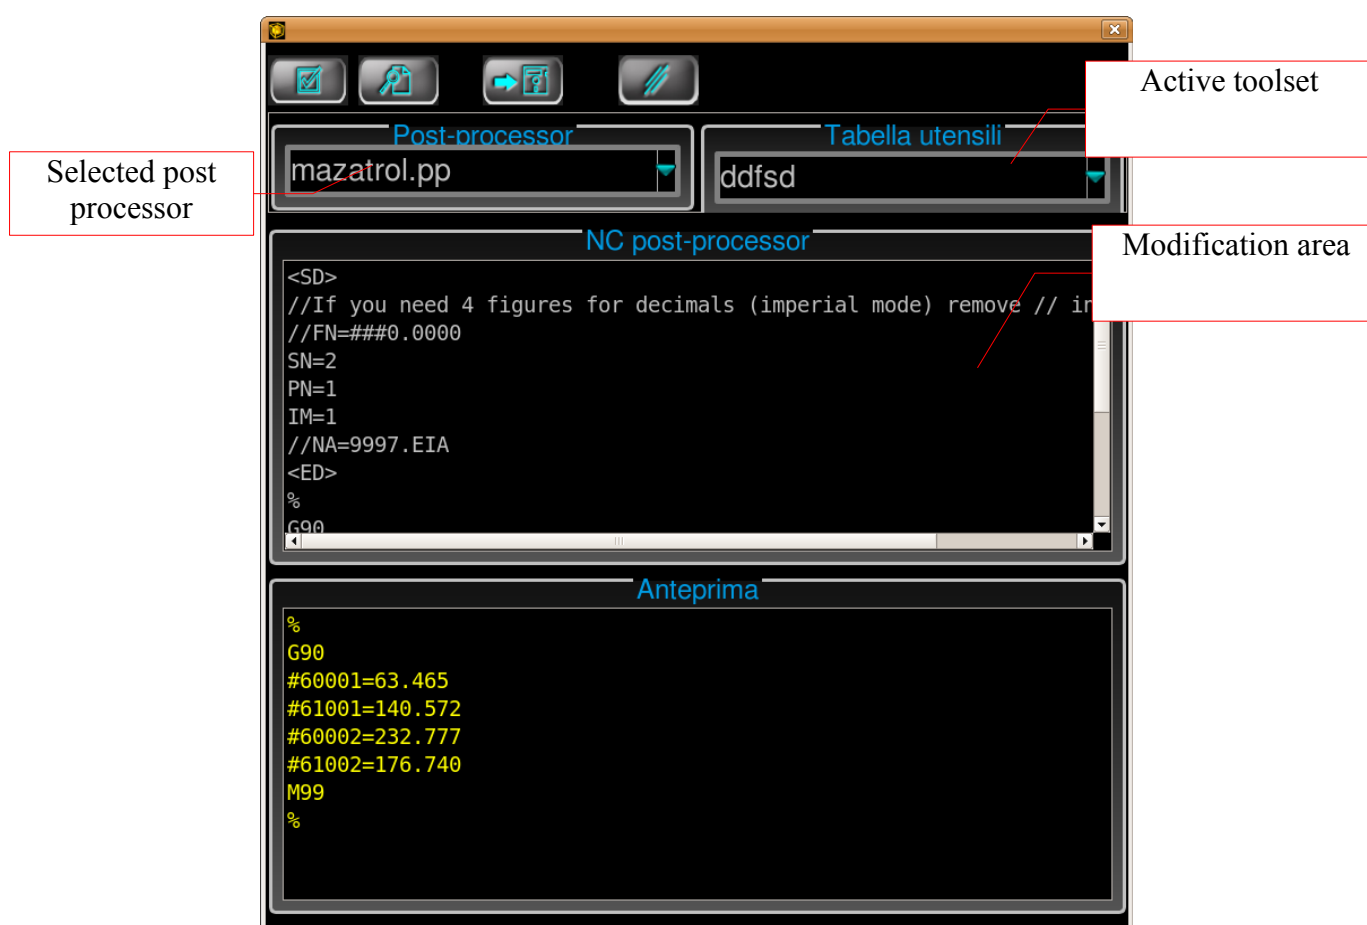 Active toolset
Post-processor
Tabella utensili
Selected post
processor
mazatrol.pp
ddfsd
NC post-processor
Modification area
<SD>
//If you need 4 figures for decimals (imperial mode) remove // in
//FN=###0.0000
SN=2
PN=1
IM=1
//NA=9997.EIA
<ED>
%
G90
Anteprima
%
G90
#60001=63.465
#61001=140.572
#60002=232.777
#61002=176.740
M99
%